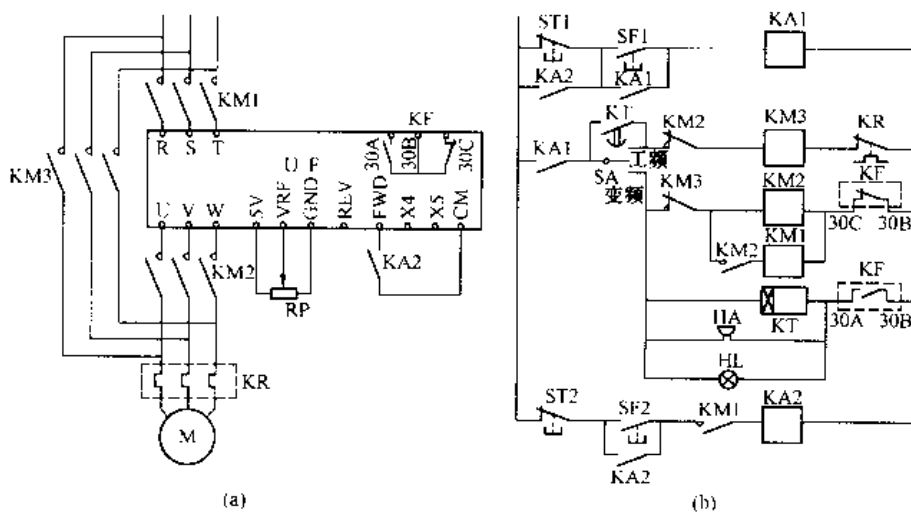 KM1
R S T
KF
30A
30B
30C
KM3
U F
U V W
5V
VRF
GND
REV
FWD
X4
X5
CM
KM2
KA2
RP
KR
M
(a)
ST1
SF1
KA1
KA2
KA1
KT
KM2
KM3
KR
KA1
工频
SA
变频
KF
KM3
KM2
30C 30B
KM2
KM1
KF
KT
30A 30B
HA
HL
ST2
SF2
KM1
KA2
KA2
(b)